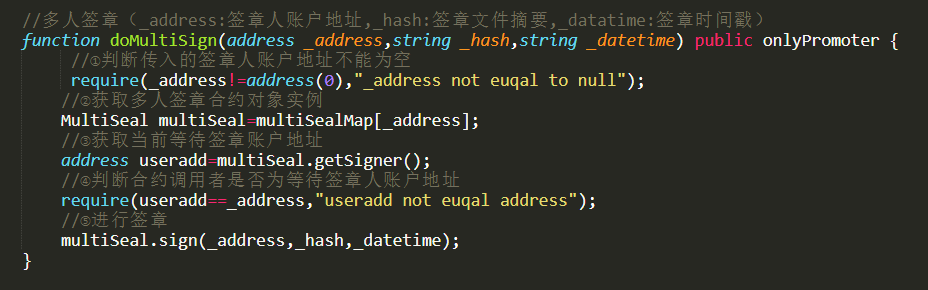 //多人签章（_address:签章人账户地址,_hash:签章文件摘要,_datatime:签章时间戳）
function doMultiSign(address _address,string _hash,string _datetime) public onlyPromoter {
//①判断传入的签章人账户地址不能为空
require(_address!=address(0),"_address not euqal to null");
//②获取多人签章合约对象实例
MultiSeal multiSeal=multiSealMap[_address];
//③获取当前等待签章账户地址
address useradd=multiSeal.getSigner();
//④判断合约调用者是否为等待签章人账户地址
require(useradd==_address,"useradd not euqal address");
//⑤进行签章
multiSeal.sign(_address,_hash,_datetime);
}